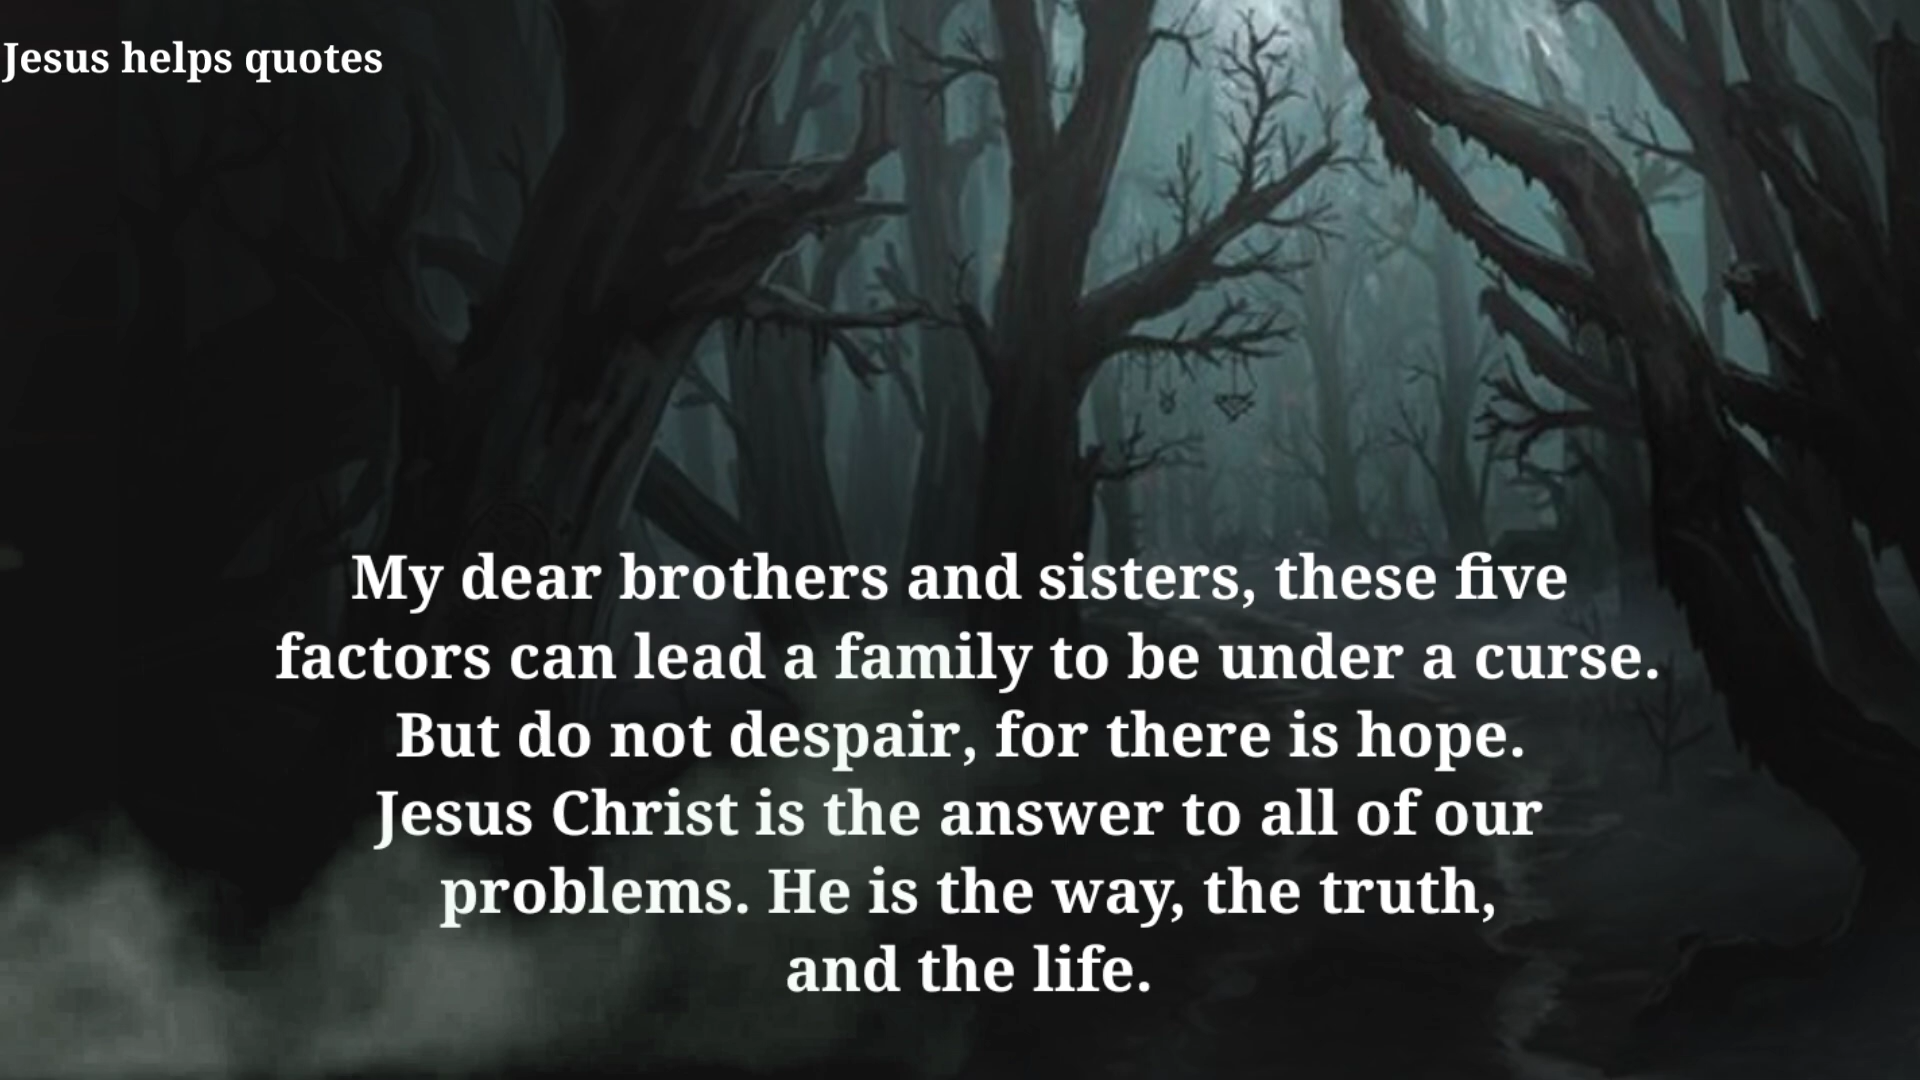 Jesus helps quotes
My dear brothers and sisters, these five
factors can lead a family to be under a curse.
But do not despair, for there is hope.
Jesus Christ is the answer to all of our
problems. He is the way, the truth,
and the life.